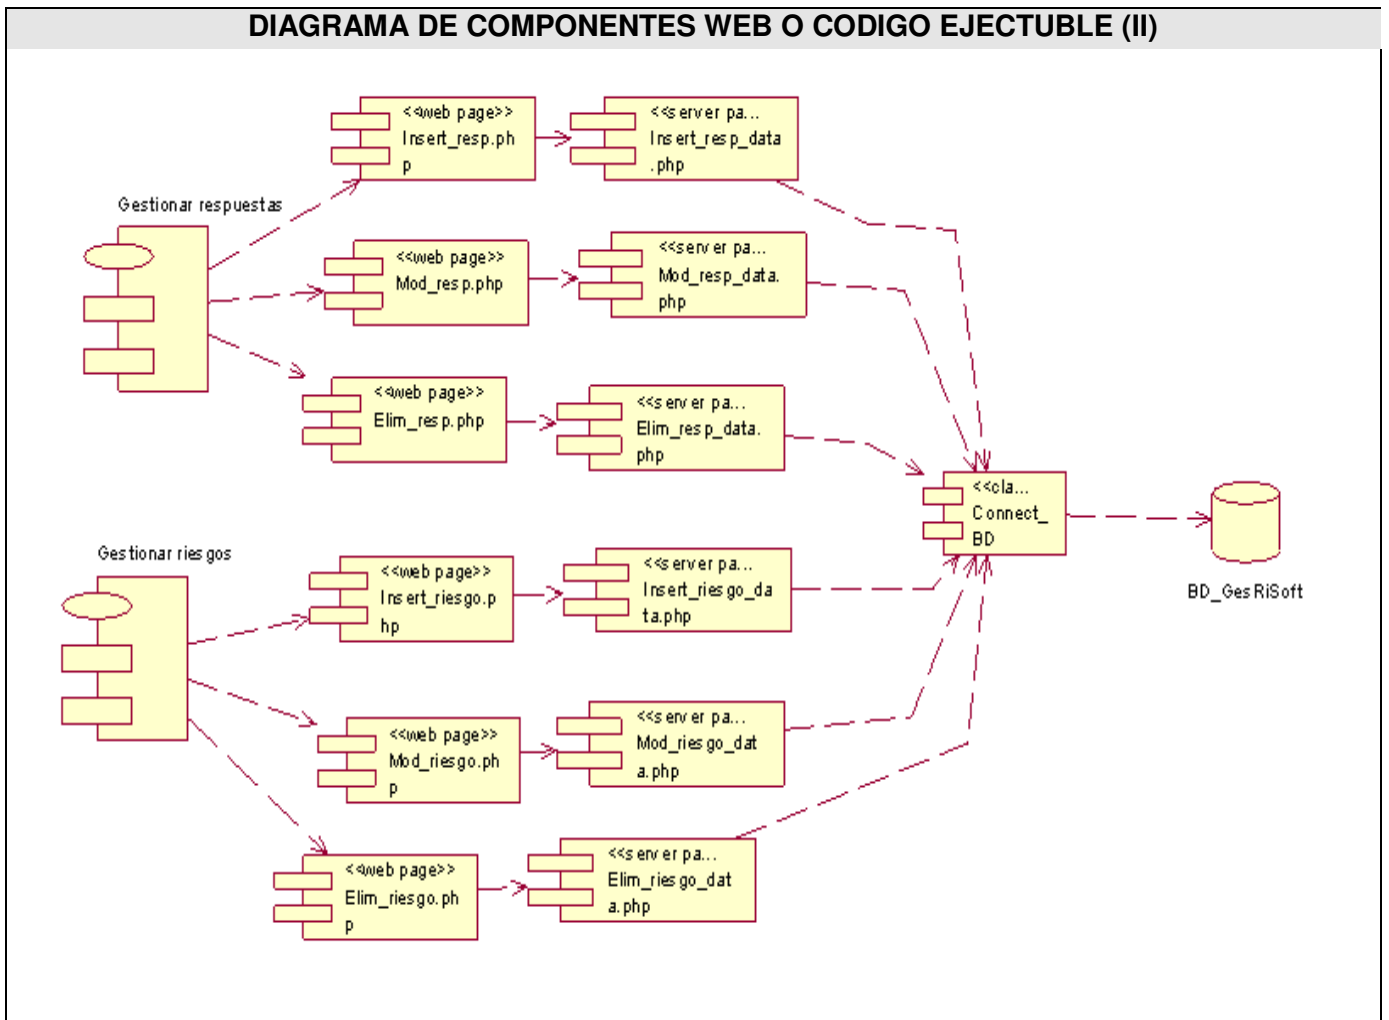 DIAGRAMA DE COMPONENTES WEB O CODIGO EJECTUBLE (II)
<<web page>>
Insert_resp.ph
p
<<server pa...
Insert_resp_data
.php
Gestionar respuestas
<<web page>>
Mod_resp.php
<<server pa...
Mod_resp_data.
php
<<web page>>
Elim_resp.php
<<server pa...
Elim_resp_data.
php
<<cla...
Connect_
BD
BD_GesRiSoft
Gestionar riesgos
<<web page>>
Insert_riesgo.p
hp
<<server pa...
Insert_riesgo_da
ta.php
<<web page>>
Mod_riesgo.ph
p
<<server pa...
Mod_riesgo_dat
a.php
<<web page>>
Elim_riesgo.ph
p
<<server pa...
Elim_riesgo_dat
a.php